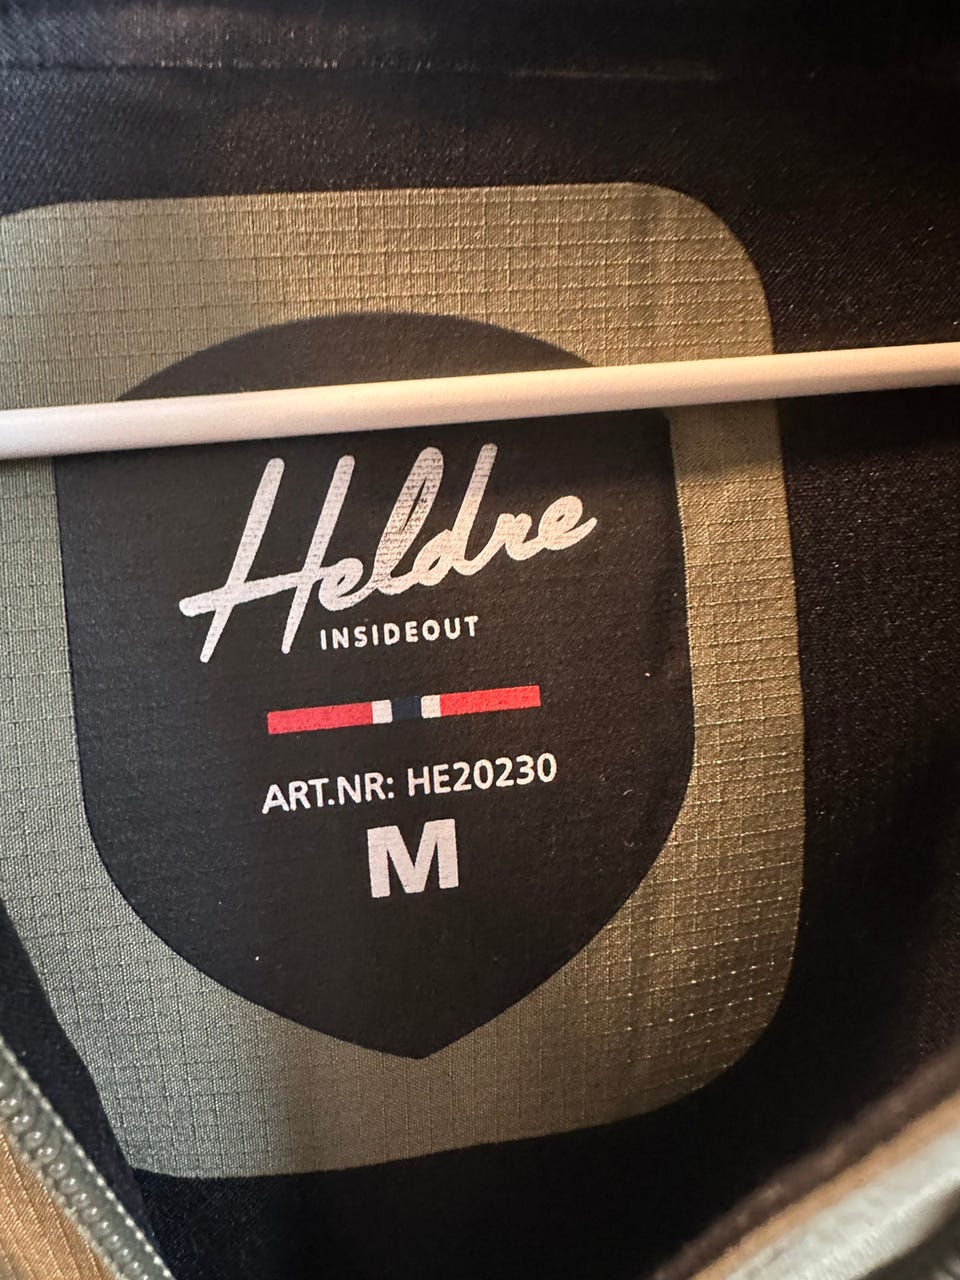 Heldre
INSIDEOUT
ART.NR: HE20230
M